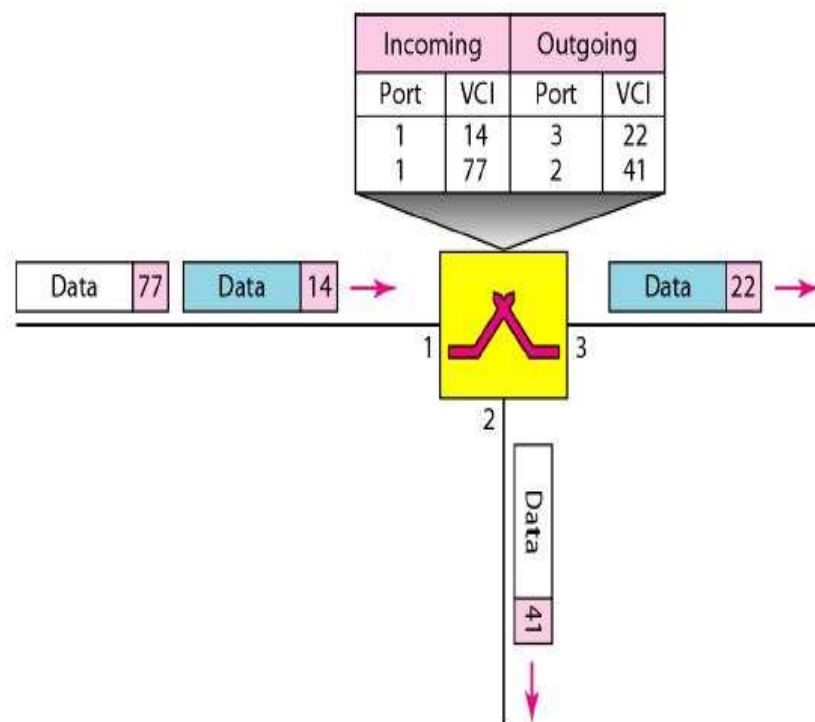 Incoming Outgoing
Port VCI Port VCI
1 14 3 22
1 77 2 41
Data 77 Data 14 Data 22
1 3
2
Data 41